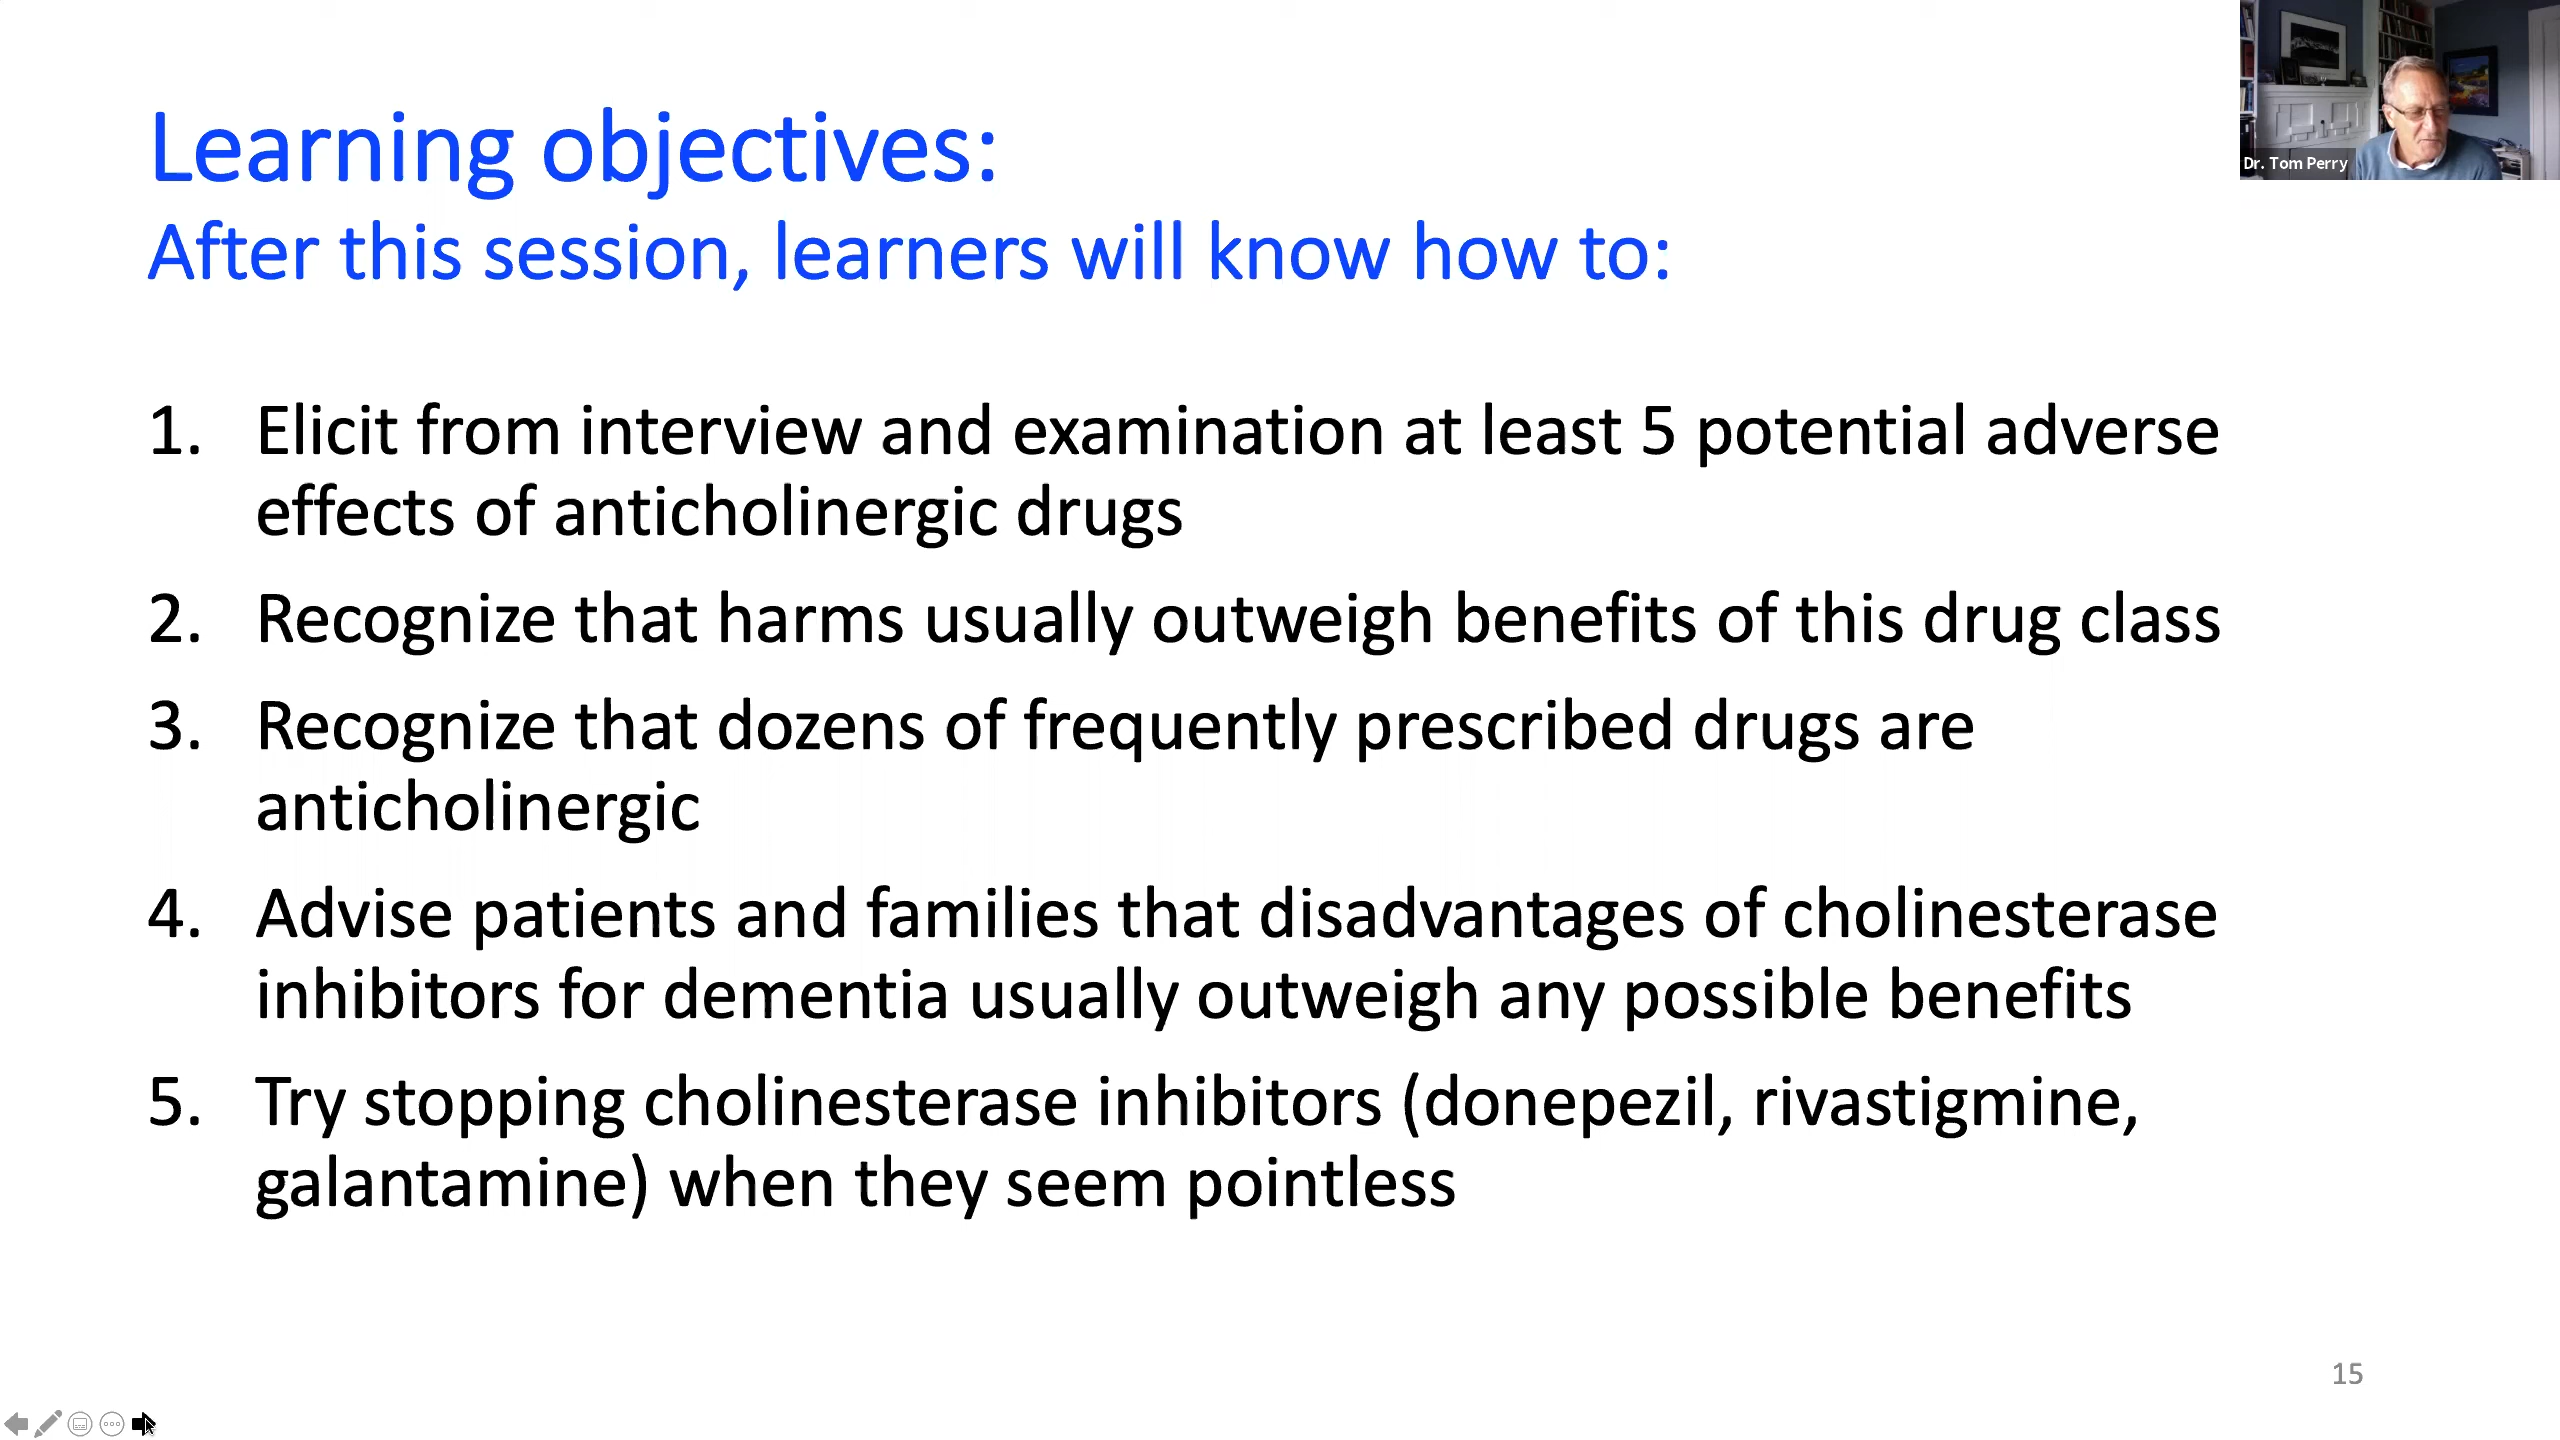 Dr. Tom Perry
Learning objectives:
After this session, learners will know how to:
1. Elicit from interview and examination at least 5 potential adverse
effects of anticholinergic drugs
2. Recognize that harms usually outweigh benefits of this drug class
3. Recognize that dozens of frequently prescribed drugs are
anticholinergic
4. Advise patients and families that disadvantages of cholinesterase
inhibitors for dementia usually outweigh any possible benefits
5. Try stopping cholinesterase inhibitors (donepezil, rivastigmine,
galantamine) when they seem pointless
15